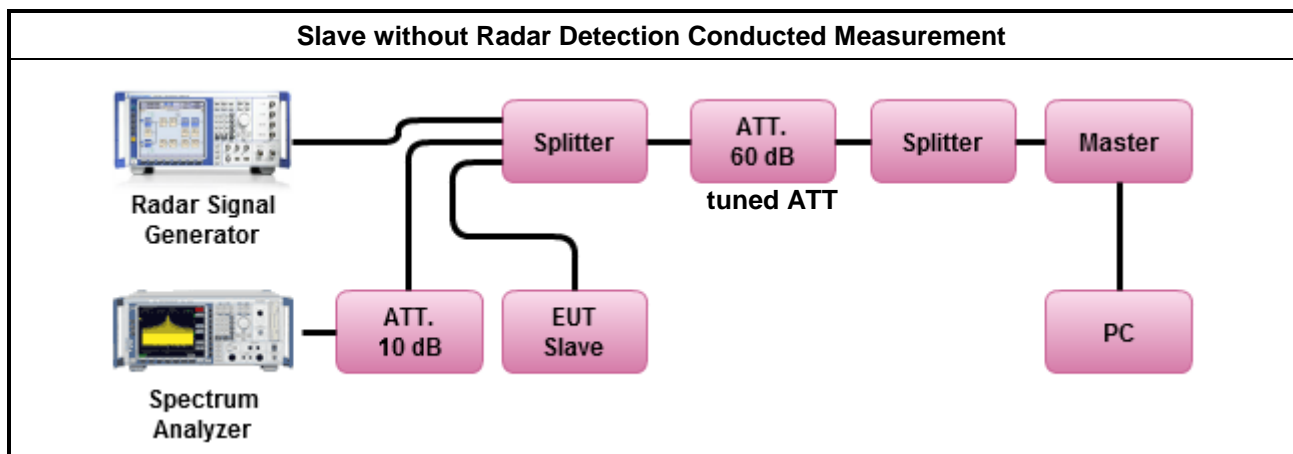 Slave without Radar Detection Conducted Measurement
Radar Signal
Generator
Splitter
ATT.
60 dB
tuned ATT
Splitter
Master
Spectrum
Analyzer
ATT.
10 dB
EUT
Slave
PC